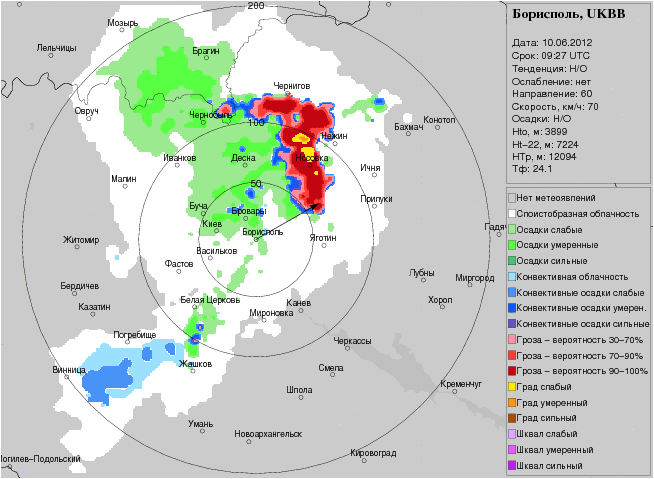 Борисполь, UKBB
Дата: 10.06.2012
Срок: 09:27 UTC
Тенденция: Н/О
Ослабление: нет
Направление: 60
Скорость, км/ч: 70
Осадки: Н/О
Hto, м: 3899
Ht−22, м: 7224
HTp, м: 12094
Тф: 24.1
Нет метеоявлений
Слоистобразная облачность
Осадки слабые
Осадки умеренные
Осадки сильные
Конвективная облачность
Конвективные осадки слабые
Конвективные осадки умерен.
Конвективные осадки сильные
Гроза − вероятность 30−70%
Гроза − вероятность 70−90%
Гроза − вероятность 90−100%
Град слабый
Град умеренный
Град сильный
Шквал слабый
Шквал умеренный
Шквал сильный
200
Мозырь
Лельчицы
Брагин
Чернигов
Овруч
Чернобыль
100
Нежин
Бахмач
Конотоп
Иванков
Десна
Носовка
Ичня
Малин
50
Прилуки
Буча
Бровары
Киев
Борисполь
Яготин
Гадяч
Житомир
Васильков
Фастов
Лубны
Миргород
Бердичев
Белая Церковь
Канев
Хорол
Казатин
Мироновка
Погребище
Черкассы
Винница
Жашков
Смела
Кременчуг
Шпола
Умань
Новоархангельск
Кировоград
Могилев−Подольский